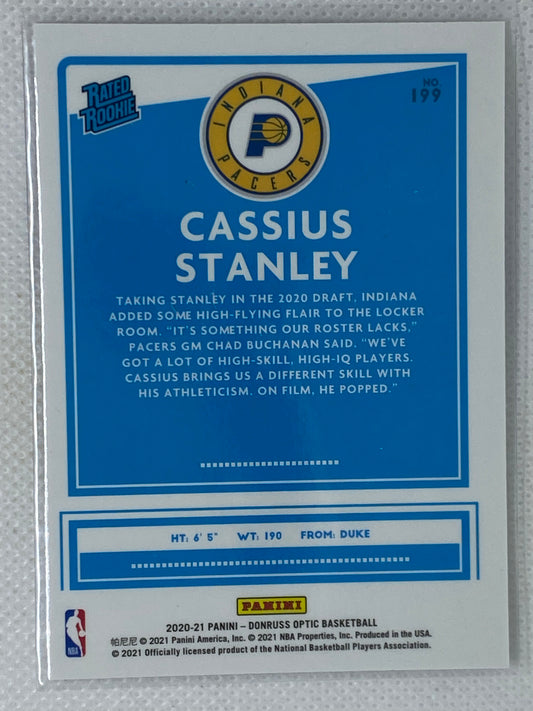 RATED
ROOKIE
NO.
199
INDIANA
PACERS
CASSIUS
STANLEY
TAKING STANLEY IN THE 2020 DRAFT, INDIANA
ADDED SOME HIGH-FLYING FLAIR TO THE LOCKER
ROOM. “IT’S SOMETHING OUR ROSTER LACKS,”
PACERS GM CHAD BUCHANAN SAID. “WE’VE
GOT A LOT OF HIGH-SKILL, HIGH-IQ PLAYERS.
CASSIUS BRINGS US A DIFFERENT SKILL WITH
HIS ATHLETICISM. ON FILM, HE POPPED.”
HT: 6' 5" WT: 190 FROM: DUKE
PANINI
2020-21 PANINI – DONRUSS OPTIC BASKETBALL
帕尼尼 © 2021 Panini America, Inc. © 2021 NBA Properties, Inc. Produced in the USA.
© 2021 Officially licensed product of the National Basketball Players Association.
NBA